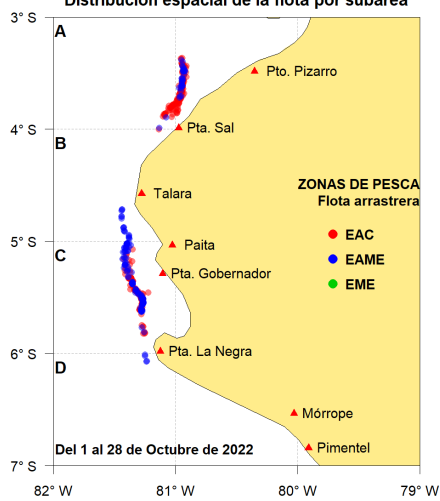 Distribución espacial de la flota por subárea
3° S
A
Pto. Pizarro
4° S
Pta. Sal
B
ZONAS DE PESCA
Talara
Flota arrastrera
EAC
5° S
Paita
C
EAME
Pta. Gobernador
EME
6° S
Pta. La Negra
D
Mórrope
Del 1 al 28 de Octubre de 2022
Pimentel
7° S
82° W
81° W
80° W
79° W